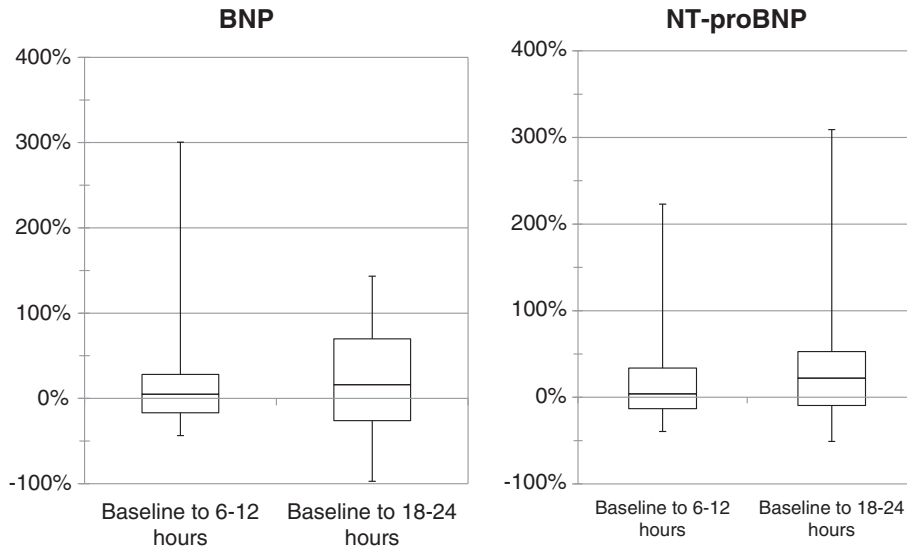 BNP
400%
300%
200%
100%
0%
-100%
Baseline to 6-12
hours
Baseline to 18-24
hours
NT-proBNP
400%
300%
200%
100%
0%
-100%
Baseline to 6-12
hours
Baseline to 18-24
hours